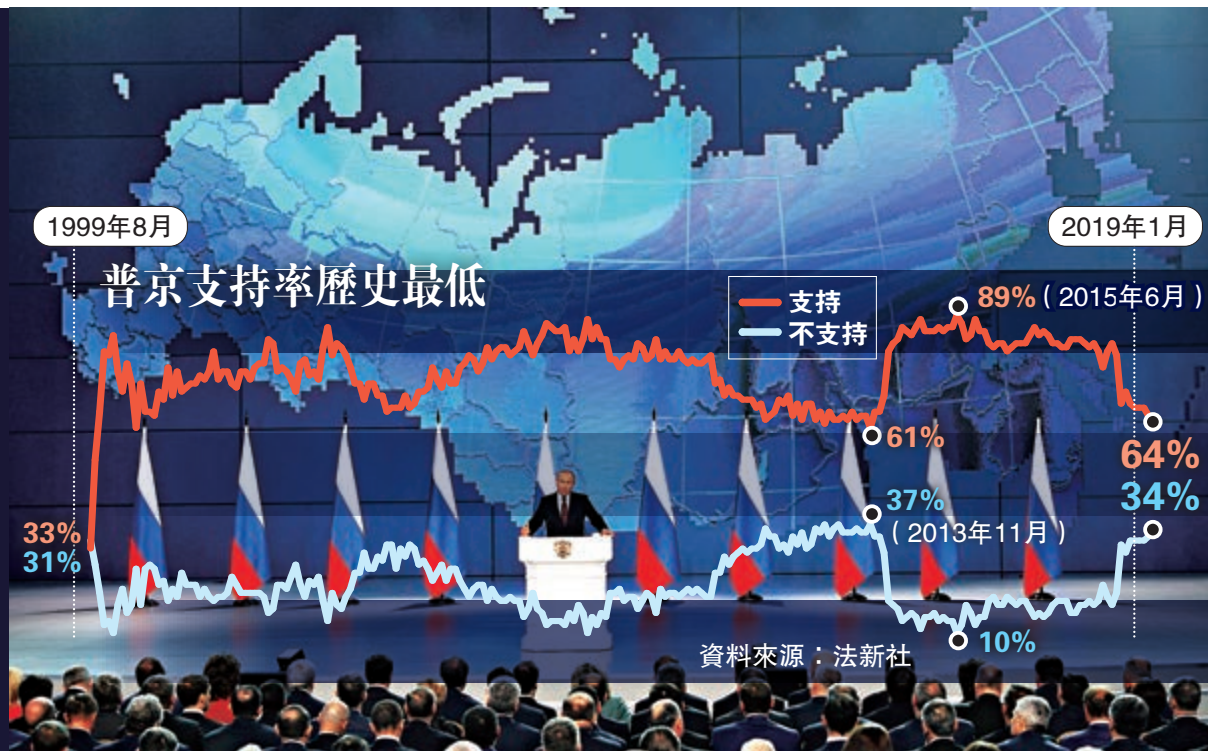 1999年8月
2019年1月
普京支持率歷史最低
支持
不支持
89%（2015年6月）
61%
64%
34%
37%
（2013年11月）
33%
31%
10%
資料來源：法新社